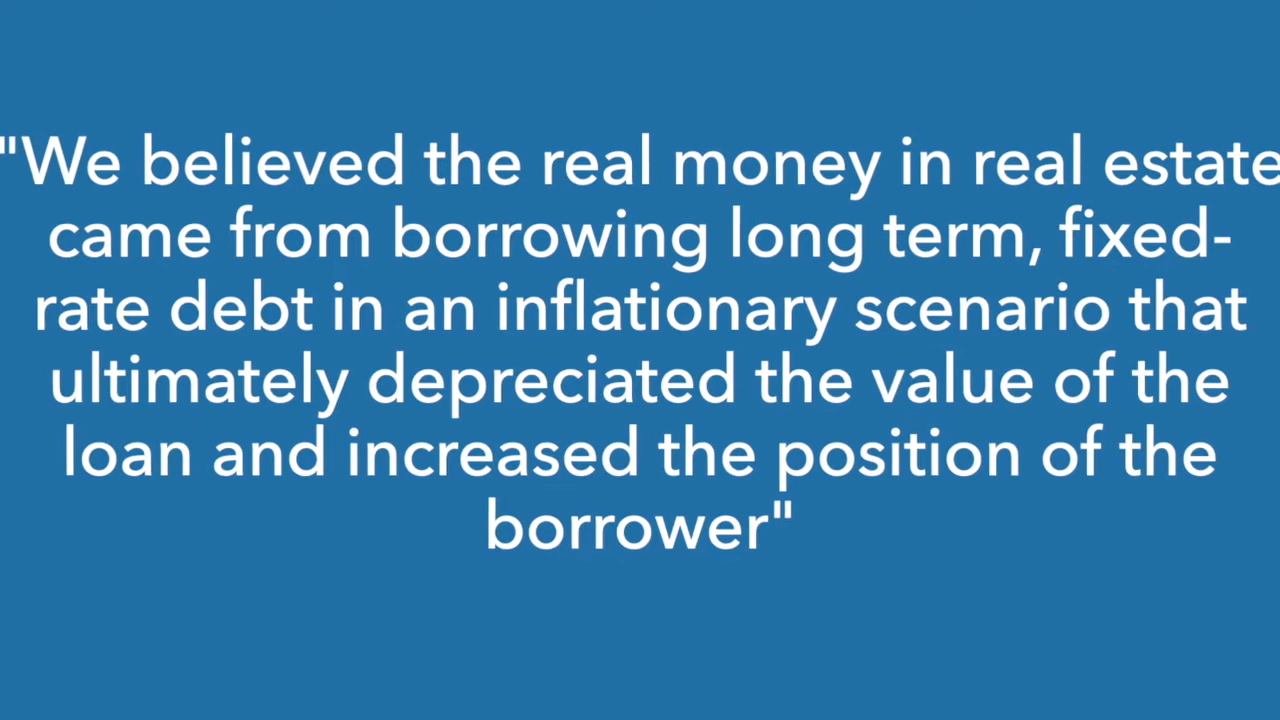 "We believed the real money in real estate
came from borrowing long term, fixed-
rate debt in an inflationary scenario that
ultimately depreciated the value of the
loan and increased the position of the
borrower"